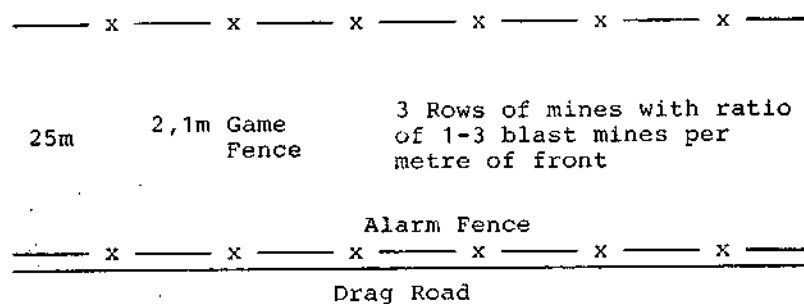 x x x x x x
25m
2,1m Game
Fence
3 Rows of mines with ratio
of 1-3 blast mines per
metre of front
Alarm Fence
x x x x x x
Drag Road